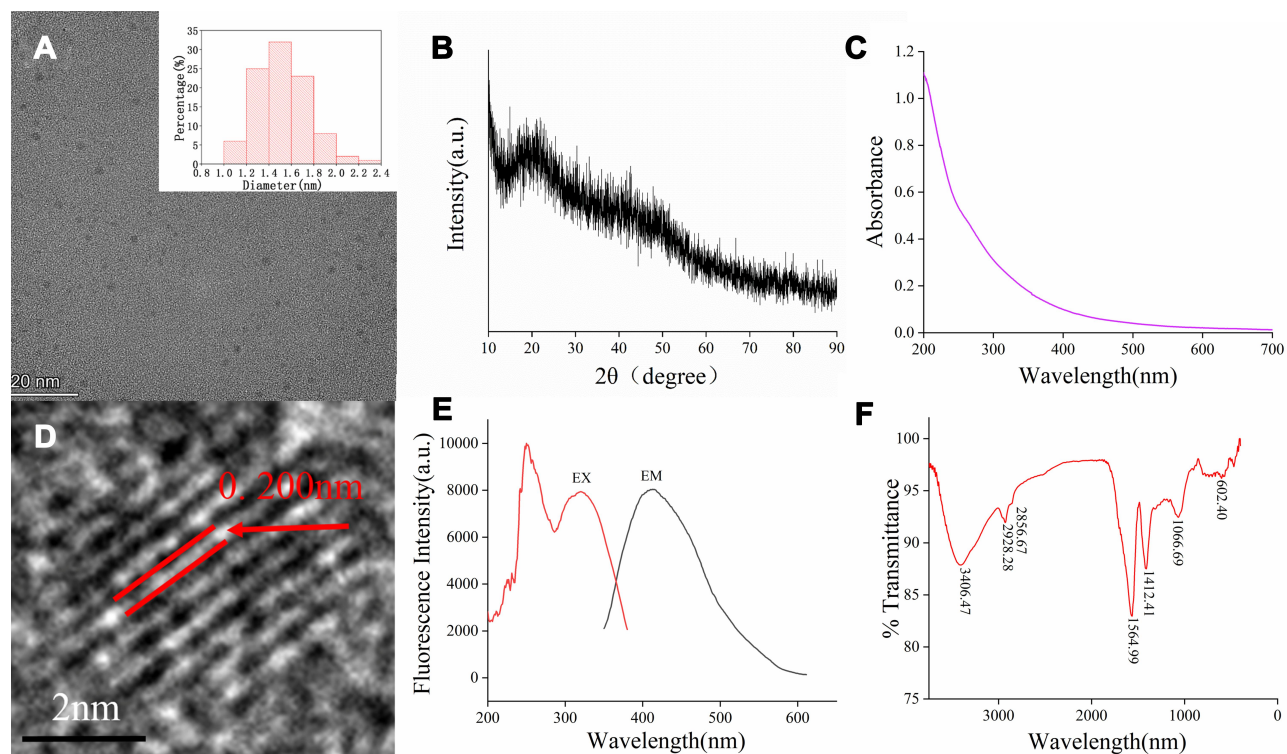 A
35
30
25
20
15
10
5
0
Percentage(%)
0.8 1.0 1.2 1.4 1.6 1.8 2.0 2.2 2.4
Diameter(nm)
20 nm
B
Intensity(a.u.)
10 20 30 40 50 60 70 80 90
2θ（degree）
C
1.2
1.0
0.8
0.6
0.4
0.2
0.0
Absorbance
200 300 400 500 600 700
Wavelength(nm)
D
0. 200nm
2nm
E
10000
8000
6000
4000
2000
0
Fluorescence Intensity(a.u.)
EX
EM
200 300 400 500 600
Wavelength(nm)
F
100
95
90
85
80
75
% Transmittance
3406.47
2928.28
2856.67
1564.99
1412.41
1066.69
602.40
3000 2000 1000 0
Wavelength(nm)